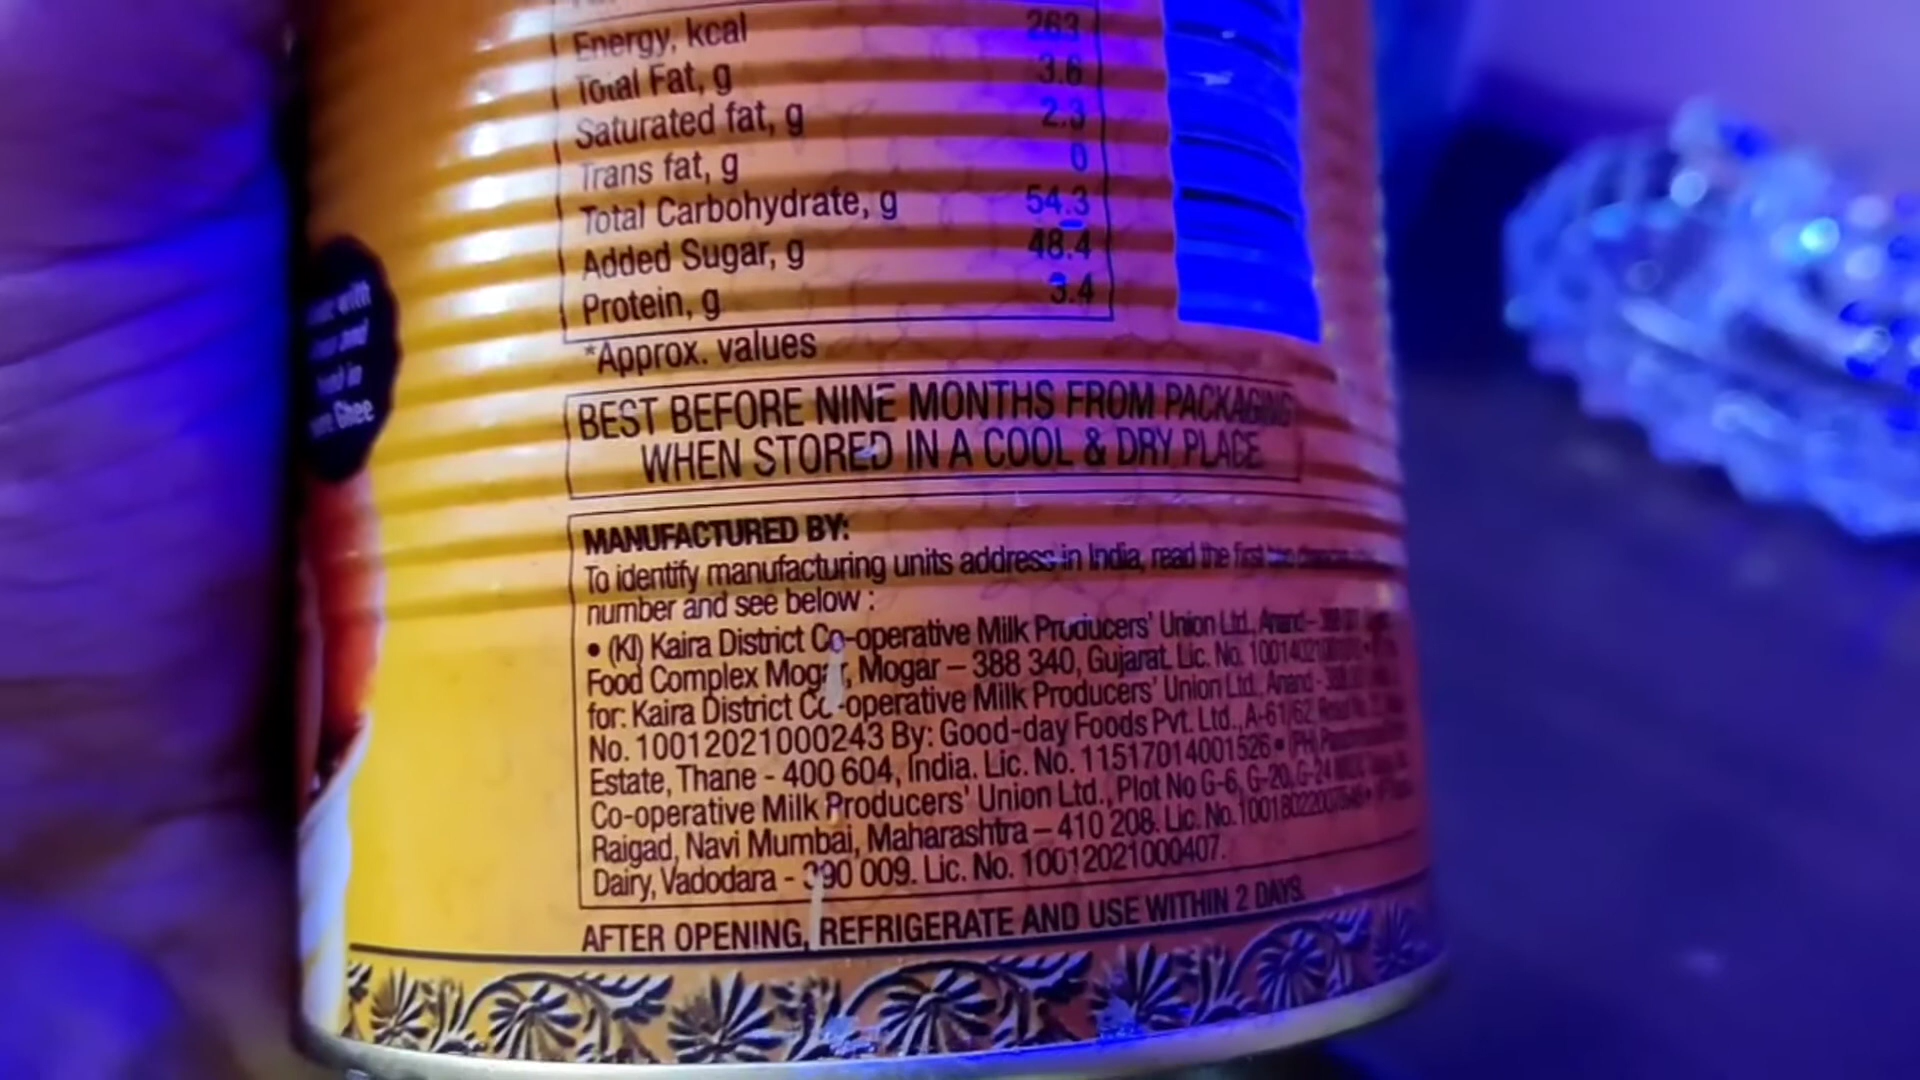 Energy, kcal 263
Total Fat, g 3.6
Saturated fat, g 2.3
Trans fat, g 0
Total Carbohydrate, g 54.3
Added Sugar, g 48.4
Protein, g 3.4
*Approx. values
BEST BEFORE NINE MONTHS FROM PACKAGING
WHEN STORED IN A COOL & DRY PLACE
MANUFACTURED BY:
To identify manufacturing units address in India, read the first
number and see below :
• (KJ) Kaira District Co-operative Milk Producers' Union Ltd., Anand -
Food Complex Mogar, Mogar – 388 340, Gujarat. Lic. No.
for: Kaira District Co-operative Milk Producers' Union Ltd., Anand -
No. 10012021000243 By: Good-day Foods Pvt. Ltd., A-61/62,
Estate, Thane - 400 604, India. Lic. No. 11517014001526 • (PH)
Co-operative Milk Producers' Union Ltd., Plot No G-6, G-20, G-24
Raigad, Navi Mumbai, Maharashtra – 410 208. Lic. No.
Dairy, Vadodara - 390 009. Lic. No. 10012021000407.
AFTER OPENING, REFRIGERATE AND USE WITHIN 2 DAYS.
with
and
in
Ghee